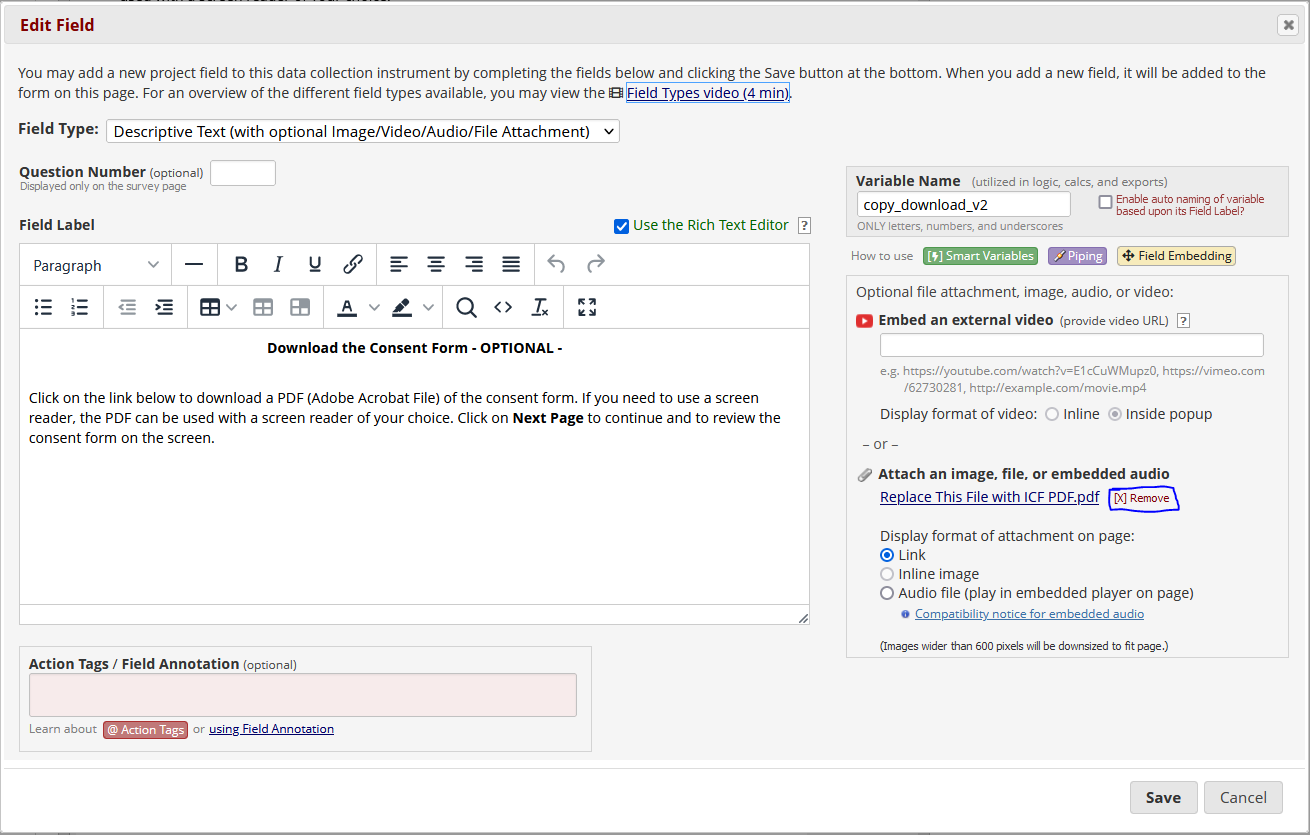 Edit Field
You may add a new project field to this data collection instrument by completing the fields below and clicking the Save button at the bottom. When you add a new field, it will be added to the
form on this page. For an overview of the different field types available, you may view the Field Types video (4 min).
Field Type: Descriptive Text (with optional Image/Video/Audio/File Attachment)
Question Number (optional)
Displayed only on the survey page
Field Label
Use the Rich Text Editor ?
Paragraph
Download the Consent Form - OPTIONAL -
Click on the link below to download a PDF (Adobe Acrobat File) of the consent form. If you need to use a screen
reader, the PDF can be used with a screen reader of your choice. Click on Next Page to continue and to review the
consent form on the screen.
Action Tags / Field Annotation (optional)
Learn about @ Action Tags or using Field Annotation
Variable Name (utilized in logic, calcs, and exports)
copy_download_v2
Enable auto naming of variable
based upon its Field Label?
ONLY letters, numbers, and underscores
How to use [⚡] Smart Variables Piping Field Embedding
Optional file attachment, image, audio, or video:
Embed an external video (provide video URL) ?
e.g. https://youtube.com/watch?v=E1cCuWMupz0, https://vimeo.com
/62730281, http://example.com/movie.mp4
Display format of video: Inline Inside popup
– or –
Attach an image, file, or embedded audio
Replace This File with ICF PDF.pdf [X] Remove
Display format of attachment on page:
Link
Inline image
Audio file (play in embedded player on page)
Compatibility notice for embedded audio
(Images wider than 600 pixels will be downsized to fit page.)
Save Cancel